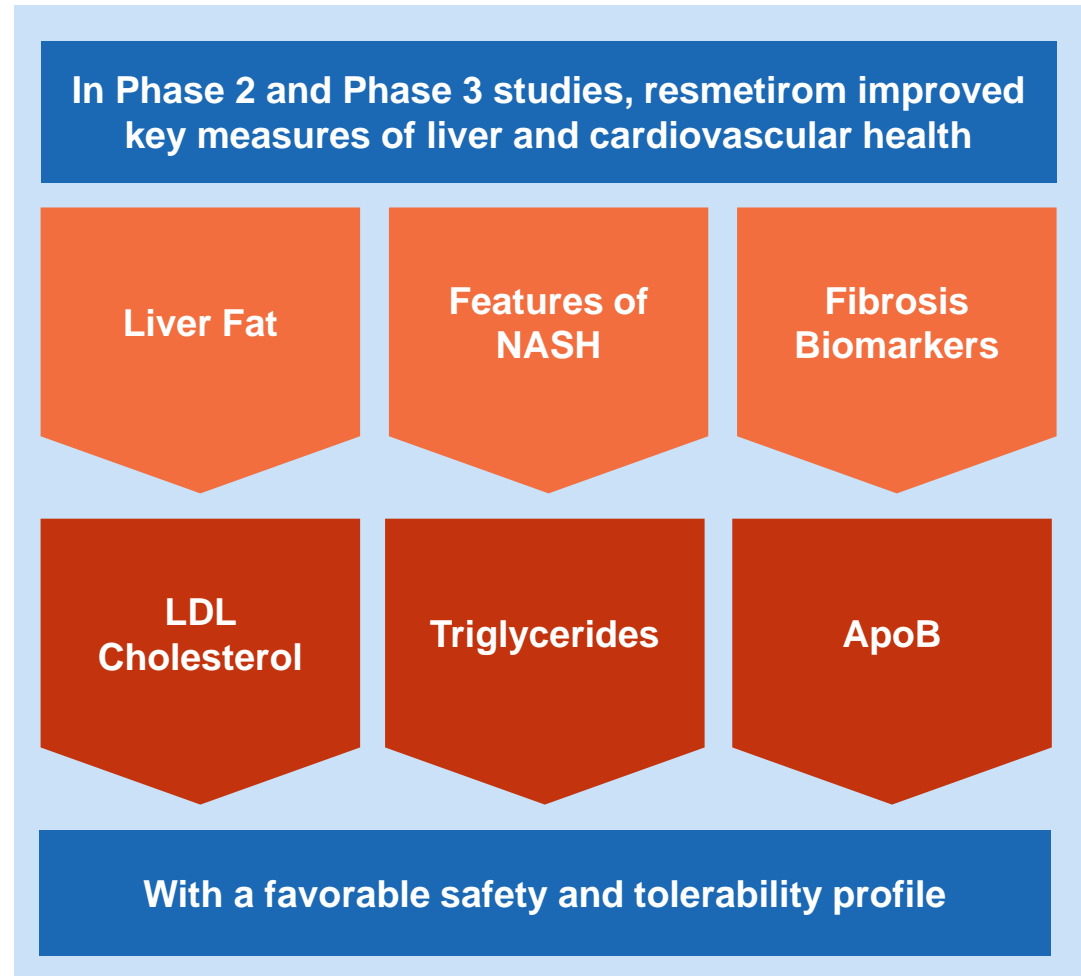 In Phase 2 and Phase 3 studies, resmetirom improved
key measures of liver and cardiovascular health
Liver Fat
Features of
NASH
Fibrosis
Biomarkers
LDL
Cholesterol
Triglycerides
ApoB
With a favorable safety and tolerability profile